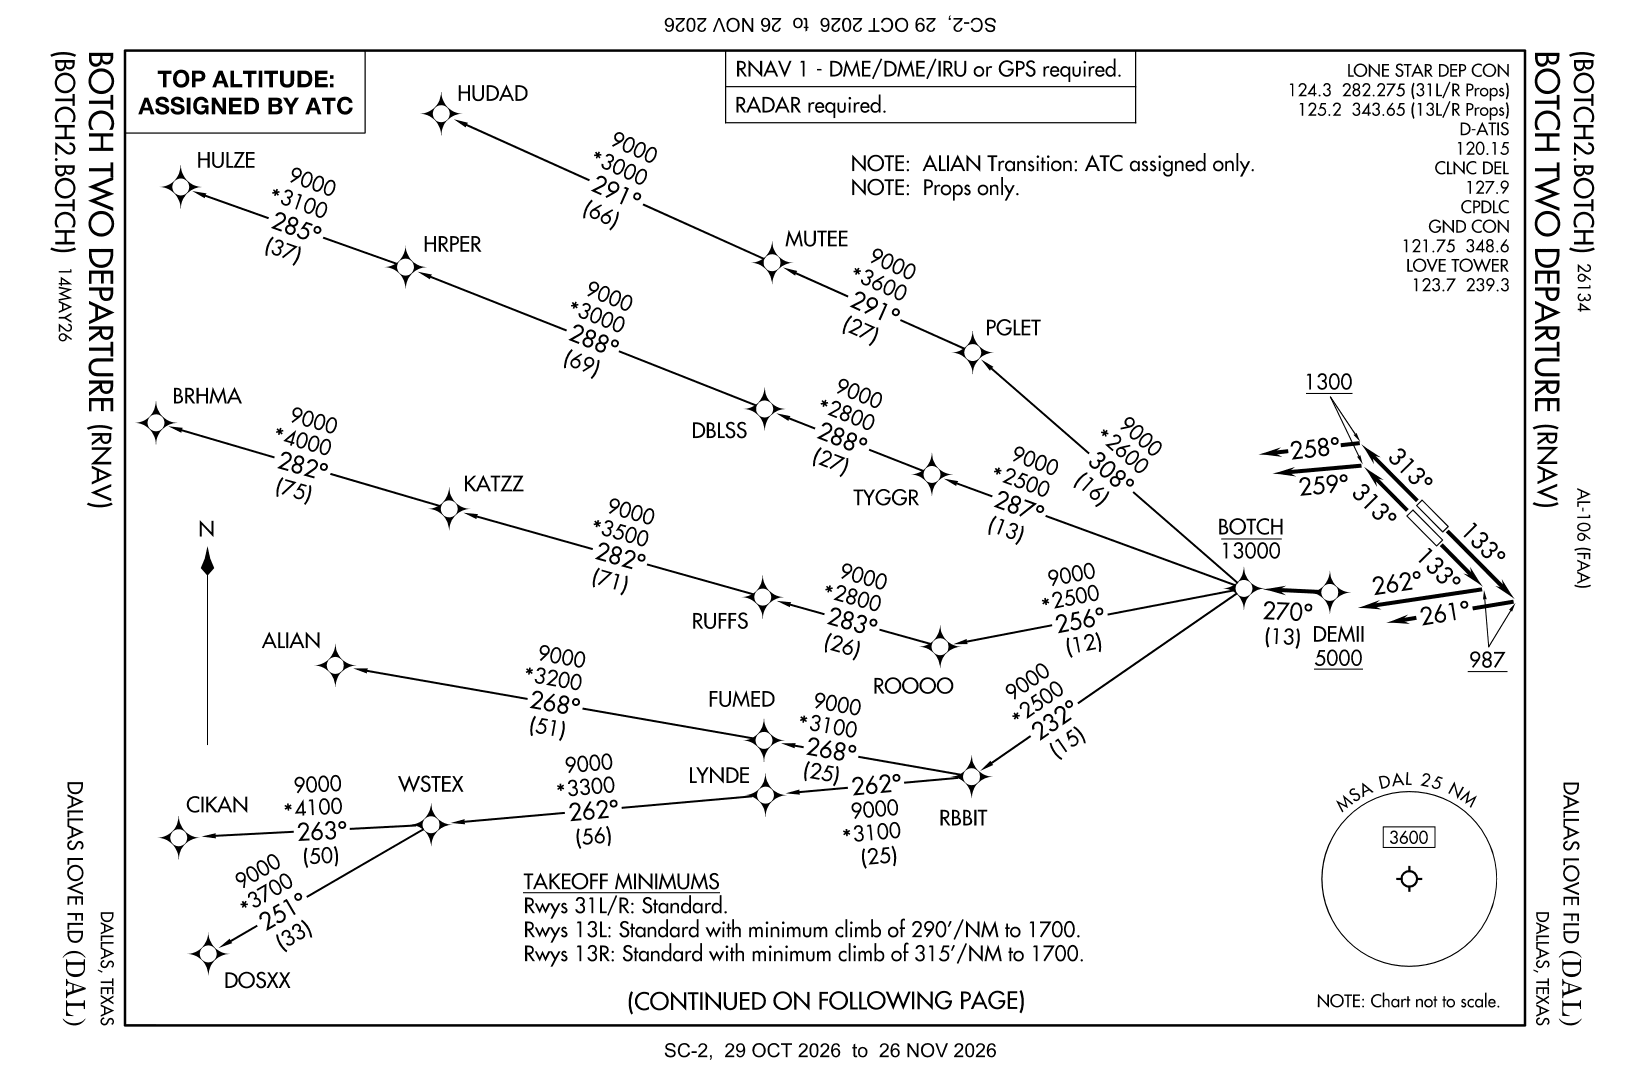 SC-2, 29 OCT 2026 to 26 NOV 2026
BOTCH TWO DEPARTURE (RNAV)
(BOTCH2.BOTCH) 14MAY26
DALLAS LOVE FLD (DAL)
DALLAS, TEXAS
TOP ALTITUDE:
ASSIGNED BY ATC
RNAV 1 - DME/DME/IRU or GPS required.
RADAR required.
NOTE: ALIAN Transition: ATC assigned only.
NOTE: Props only.
LONE STAR DEP CON
124.3 282.275 (31L/R Props)
125.2 343.65 (13L/R Props)
D-ATIS
120.15
CLNC DEL
127.9
CPDLC
GND CON
121.75 348.6
LOVE TOWER
123.7 239.3
(BOTCH2.BOTCH) 26134
BOTCH TWO DEPARTURE (RNAV)
AL-106 (FAA)
DALLAS LOVE FLD (DAL)
DALLAS, TEXAS
HUDAD
9000
*3000
291°
(66)
MUTEE
9000
*3600
291°
(27)
PGLET
9000
*2600
308°
(16)
HULZE
9000
*3100
285°
(37)
HRPER
9000
*3000
288°
(69)
DBLSS
9000
*2800
288°
(27)
TYGGR
9000
*2500
287°
(13)
BRHMA
9000
*4000
282°
(75)
KATZZ
9000
*3500
282°
(71)
RUFFS
9000
*2800
283°
(26)
ROOOO
9000
*2500
256°
(12)
BOTCH
13000
270°
(13)
DEMII
5000
1300
258°
259°
313°
313°
133°
133°
262°
261°
987
N
ALIAN
9000
*3200
268°
(51)
FUMED
9000
*3100
268°
(25)
9000
*2500
232°
(15)
RBBIT
LYNDE
262°
9000
*3100
(25)
WSTEX
9000
*3300
262°
(56)
CIKAN
9000
*4100
263°
(50)
9000
*3700
251°
(33)
DOSXX
MSA DAL 25 NM
3600
TAKEOFF MINIMUMS
Rwys 31L/R: Standard.
Rwys 13L: Standard with minimum climb of 290'/NM to 1700.
Rwys 13R: Standard with minimum climb of 315'/NM to 1700.
(CONTINUED ON FOLLOWING PAGE)
NOTE: Chart not to scale.
SC-2, 29 OCT 2026 to 26 NOV 2026